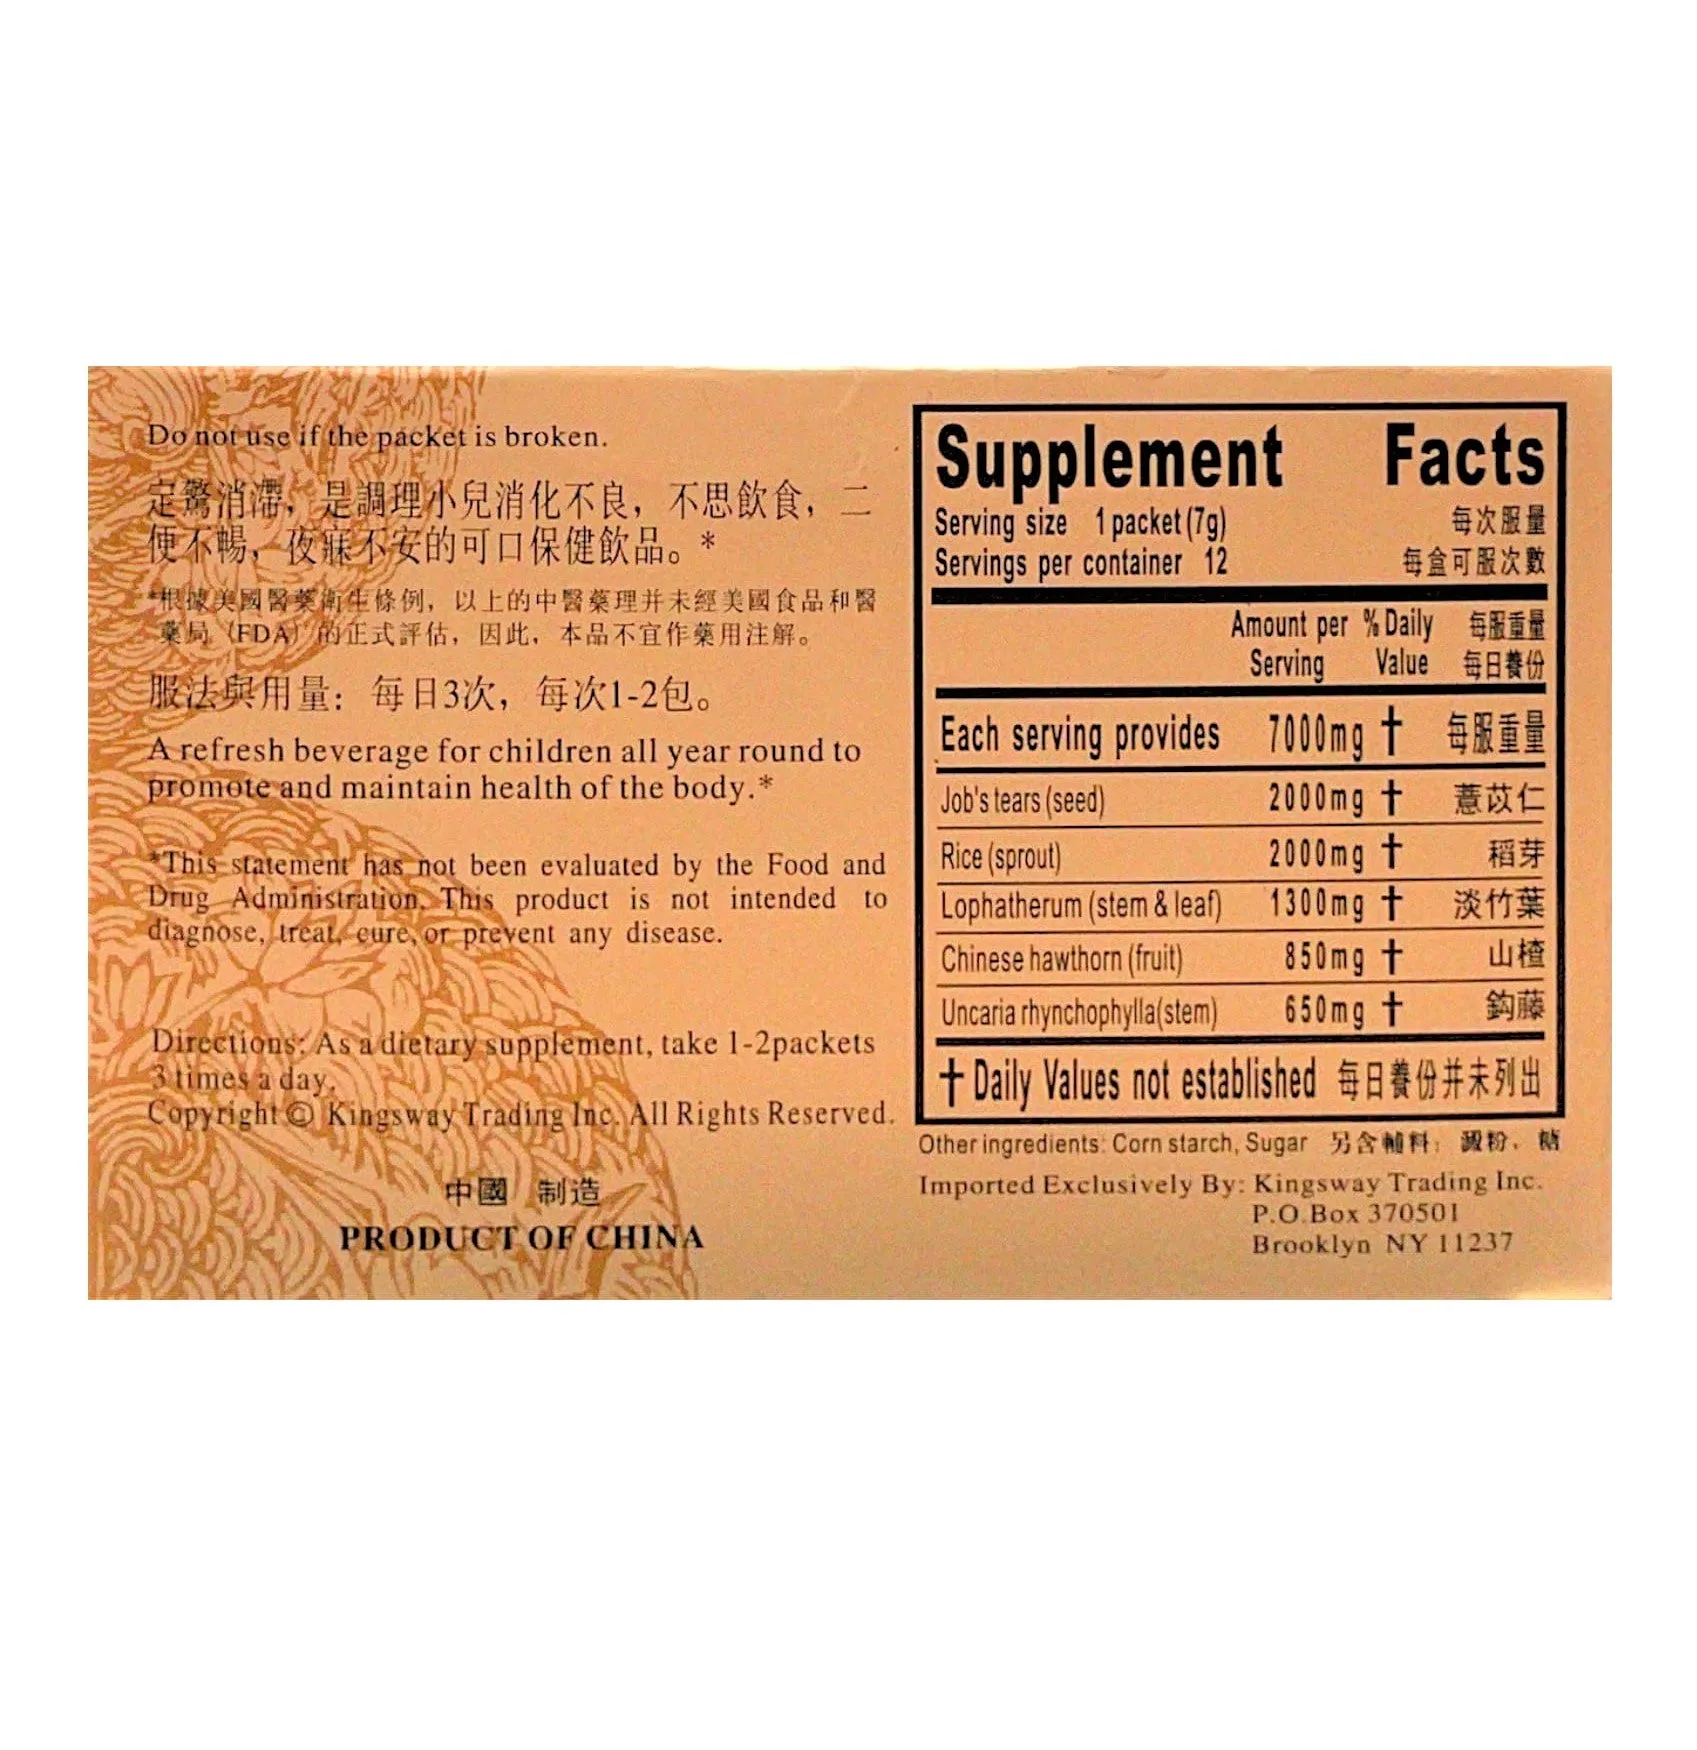 Do not use if the packet is broken.
定驚消滯，是調理小兒消化不良，不思飲食，二
便不暢，夜寐不安的可口保健飲品。*
*根據美國醫藥衛生條例，以上的中醫藥理并未經美國食品和醫
藥局（FDA）的正式評估，因此，本品不宜作藥用注解。
服法與用量：每日3次，每次1-2包。
A refresh beverage for children all year round to
promote and maintain health of the body.*
*This statement has not been evaluated by the Food and
Drug Administration. This product is not intended to
diagnose, treat, cure, or prevent any disease.
Directions: As a dietary supplement, take 1-2packets
3 times a day.
Copyright © Kingsway Trading Inc. All Rights Reserved.
中國 制造
PRODUCT OF CHINA
Supplement Facts
Serving size 1 packet (7g) 每次服量
Servings per container 12 每盒可服次數
Amount per % Daily 每服重量
Serving Value 每日養份
Each serving provides 7000mg † 每服重量
Job's tears (seed) 2000mg † 薏苡仁
Rice (sprout) 2000mg † 稻芽
Lophatherum (stem & leaf) 1300mg † 淡竹葉
Chinese hawthorn (fruit) 850mg † 山楂
Uncaria rhynchophylla(stem) 650mg † 鈎藤
† Daily Values not established 每日養份并未列出
Other ingredients: Corn starch, Sugar 另含輔料：澱粉，糖
Imported Exclusively By: Kingsway Trading Inc.
P.O.Box 370501
Brooklyn NY 11237